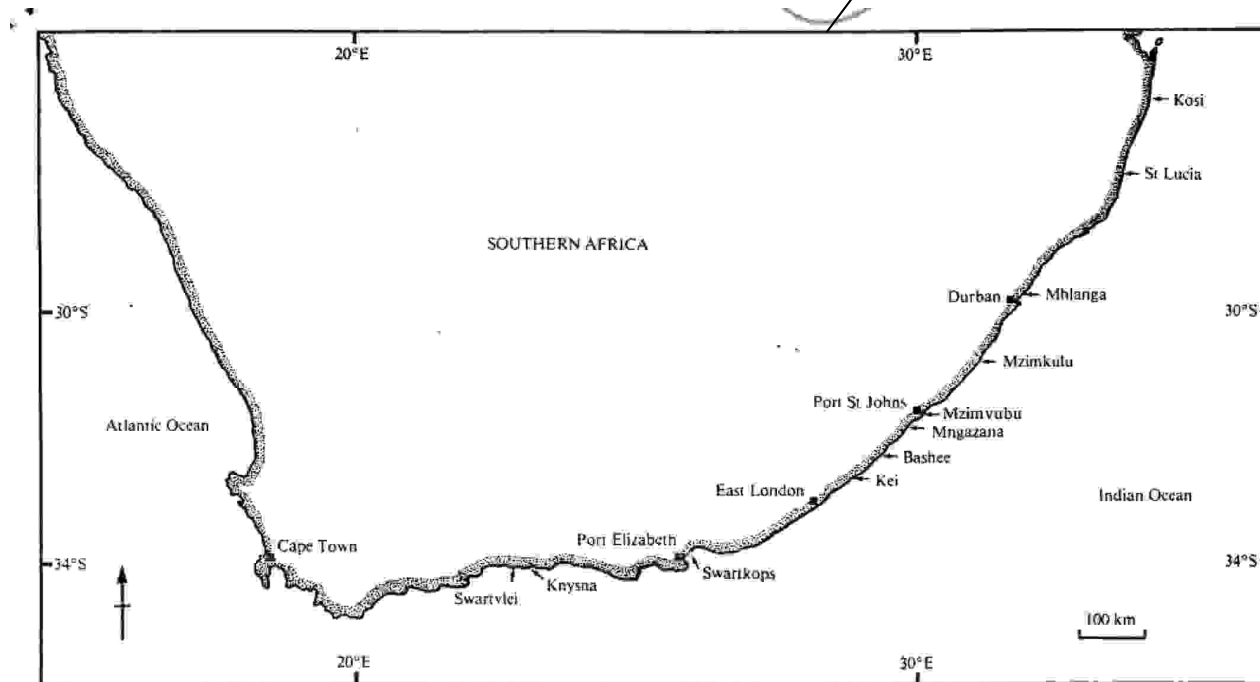 20°E
30°E
Kosi
St Lucia
SOUTHERN AFRICA
Durban
Mhlanga
30°S
30°S
Mzimkulu
Port St Johns
Mzimvubu
Atlantic Ocean
Mngazana
Bashee
Kei
East London
Indian Ocean
Port Elizabeth
Cape Town
34°S
34°S
Swartkops
Knysna
Swartvlei
100 km
20°E
30°E